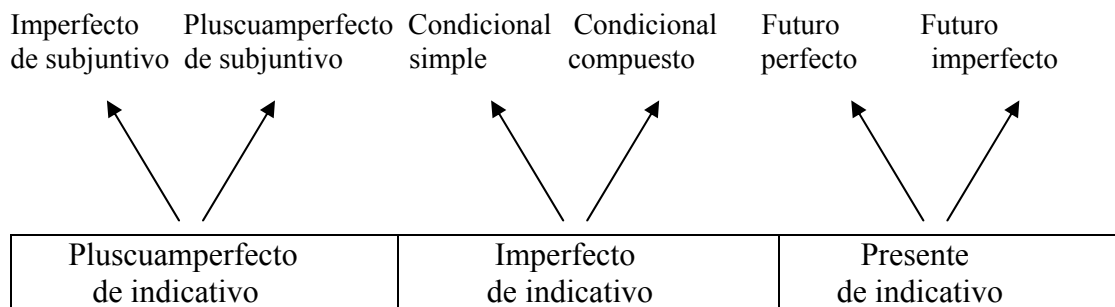 Imperfecto Pluscuamperfecto Condicional Condicional Futuro Futuro
de subjuntivo de subjuntivo simple compuesto perfecto imperfecto
Pluscuamperfecto Imperfecto Presente
de indicativo de indicativo de indicativo